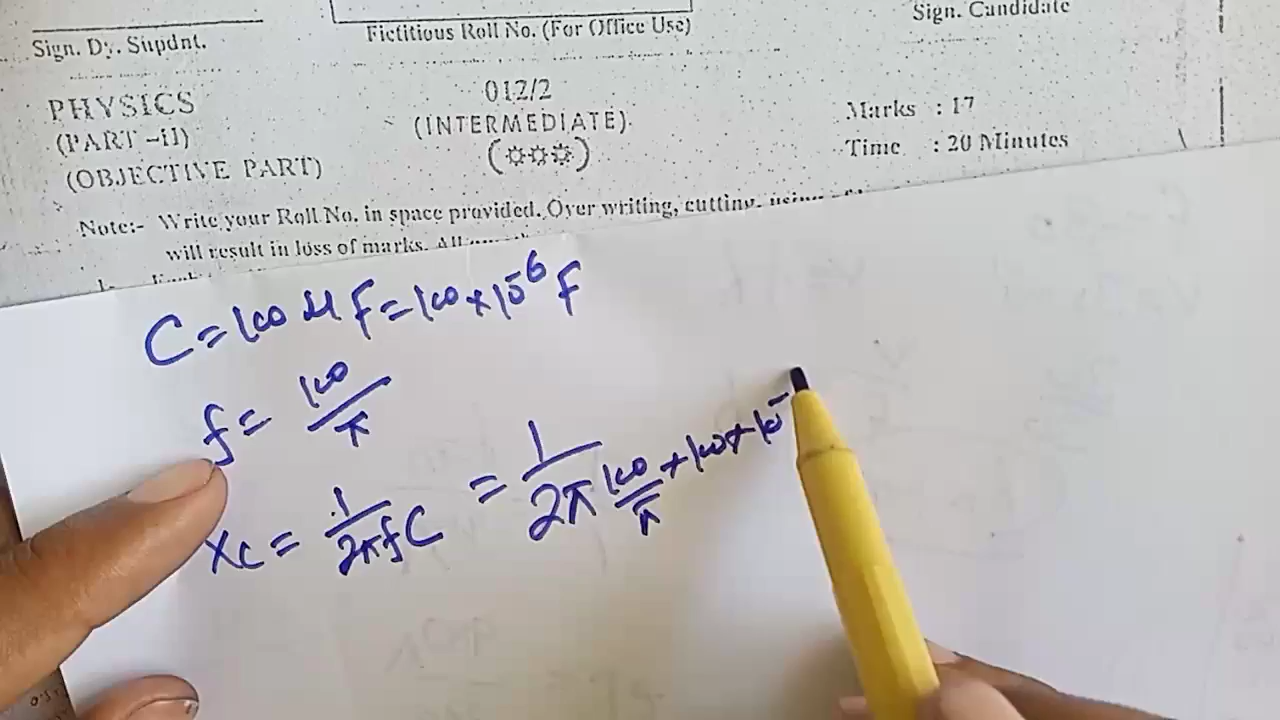 Sign. Dy. Supdnt.
Fictitious Roll No. (For Office Use)
Sign. Candidate
PHYSICS
(PART -II)
(OBJECTIVE PART)
012/2
(INTERMEDIATE).
(☼☼☼)
Marks : 17
Time : 20 Minutes
Note:- Write your Roll No. in space provided. Over writing, cutting, using
will result in loss of marks. All
C = 100 μF = 100 × 10⁻⁶ F
f = 100/π
Xc = 1/2πfC = 1/2π 100/π × 100 × 10⁻